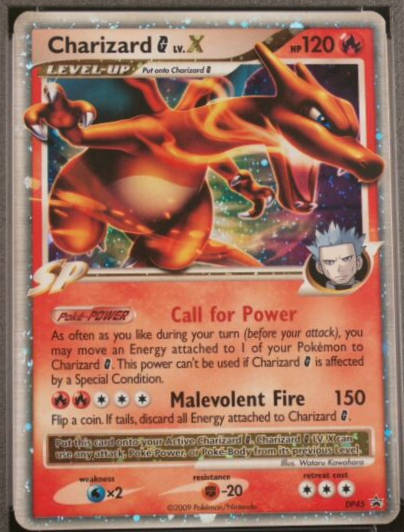 Charizard G LV.X HP 120
LEVEL-UP Put onto Charizard G
SP
Poké-POWER Call for Power
As often as you like during your turn (before your attack), you
may move an Energy attached to 1 of your Pokémon to
Charizard G. This power can't be used if Charizard G is affected
by a Special Condition.
Malevolent Fire 150
Flip a coin. If tails, discard all Energy attached to Charizard G.
Put this card onto your Active Charizard G. Charizard G LV.X can
use any attack, Poké-Power, or Poké-Body from its previous Level.
Illus. Wataru Kawahara
weakness resistance retreat cost
×2 -20
©2009 Pokémon/Nintendo DP45